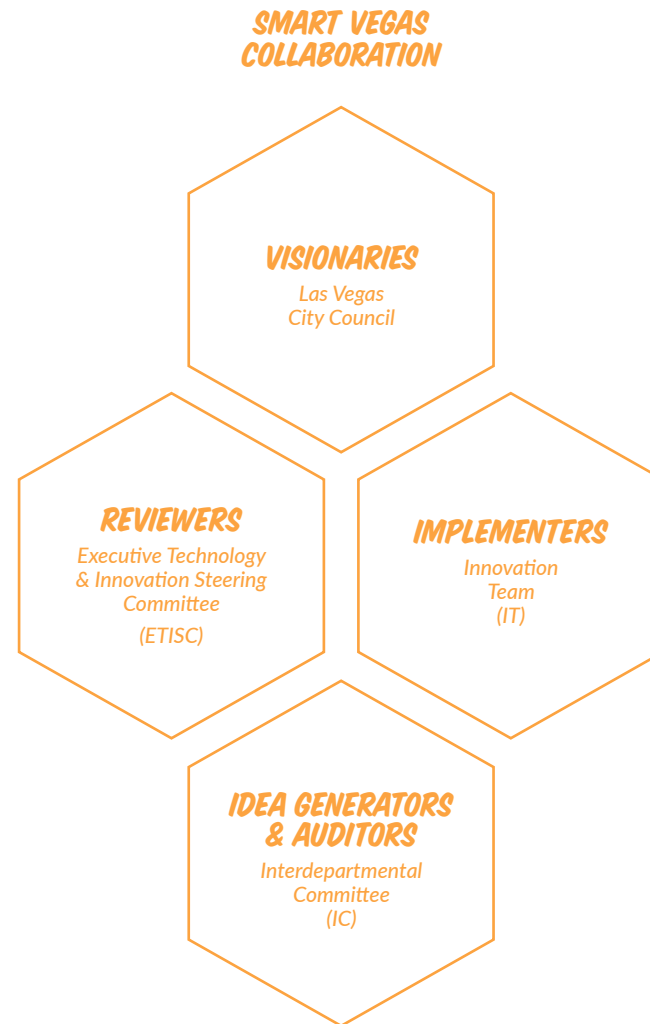 SMART VEGAS
COLLABORATION
VISIONARIES
Las Vegas
City Council
REVIEWERS
Executive Technology
& Innovation Steering
Committee
(ETISC)
IMPLEMENTERS
Innovation
Team
(IT)
IDEA GENERATORS
& AUDITORS
Interdepartmental
Committee
(IC)